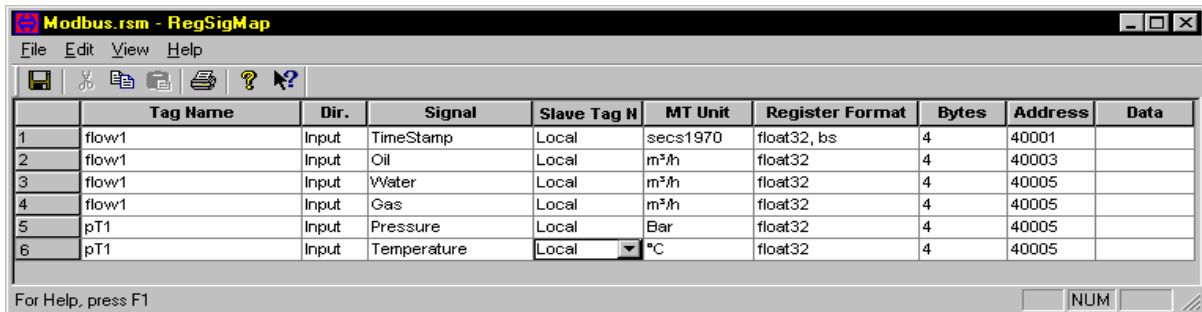 Modbus.rsm - RegSigMap
File Edit View Help
Tag Name Dir. Signal Slave Tag N MT Unit Register Format Bytes Address Data
1 flow1 Input TimeStamp Local secs1970 float32, bs 4 40001
2 flow1 Input Oil Local m³/h float32 4 40003
3 flow1 Input Water Local m³/h float32 4 40005
4 flow1 Input Gas Local m³/h float32 4 40005
5 pT1 Input Pressure Local Bar float32 4 40005
6 pT1 Input Temperature Local °C float32 4 40005
For Help, press F1 NUM